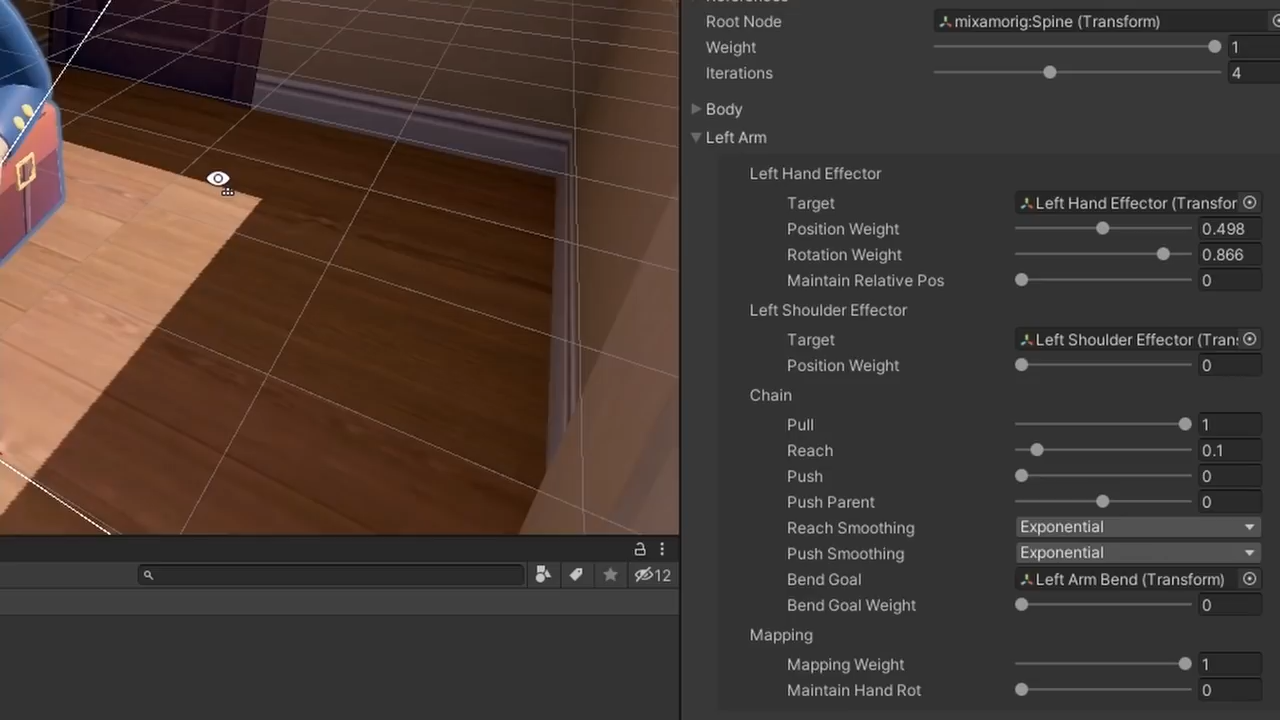 Root Node mixamorig:Spine (Transform)
Weight 1
Iterations 4
Body
Left Arm
Left Hand Effector
Target Left Hand Effector (Transfor
Position Weight 0.498
Rotation Weight 0.866
Maintain Relative Pos 0
Left Shoulder Effector
Target Left Shoulder Effector (Tran
Position Weight 0
Chain
Pull 1
Reach 0.1
Push 0
Push Parent 0
Reach Smoothing Exponential
Push Smoothing Exponential
Bend Goal Left Arm Bend (Transform)
Bend Goal Weight 0
Mapping
Mapping Weight 1
Maintain Hand Rot 0
12